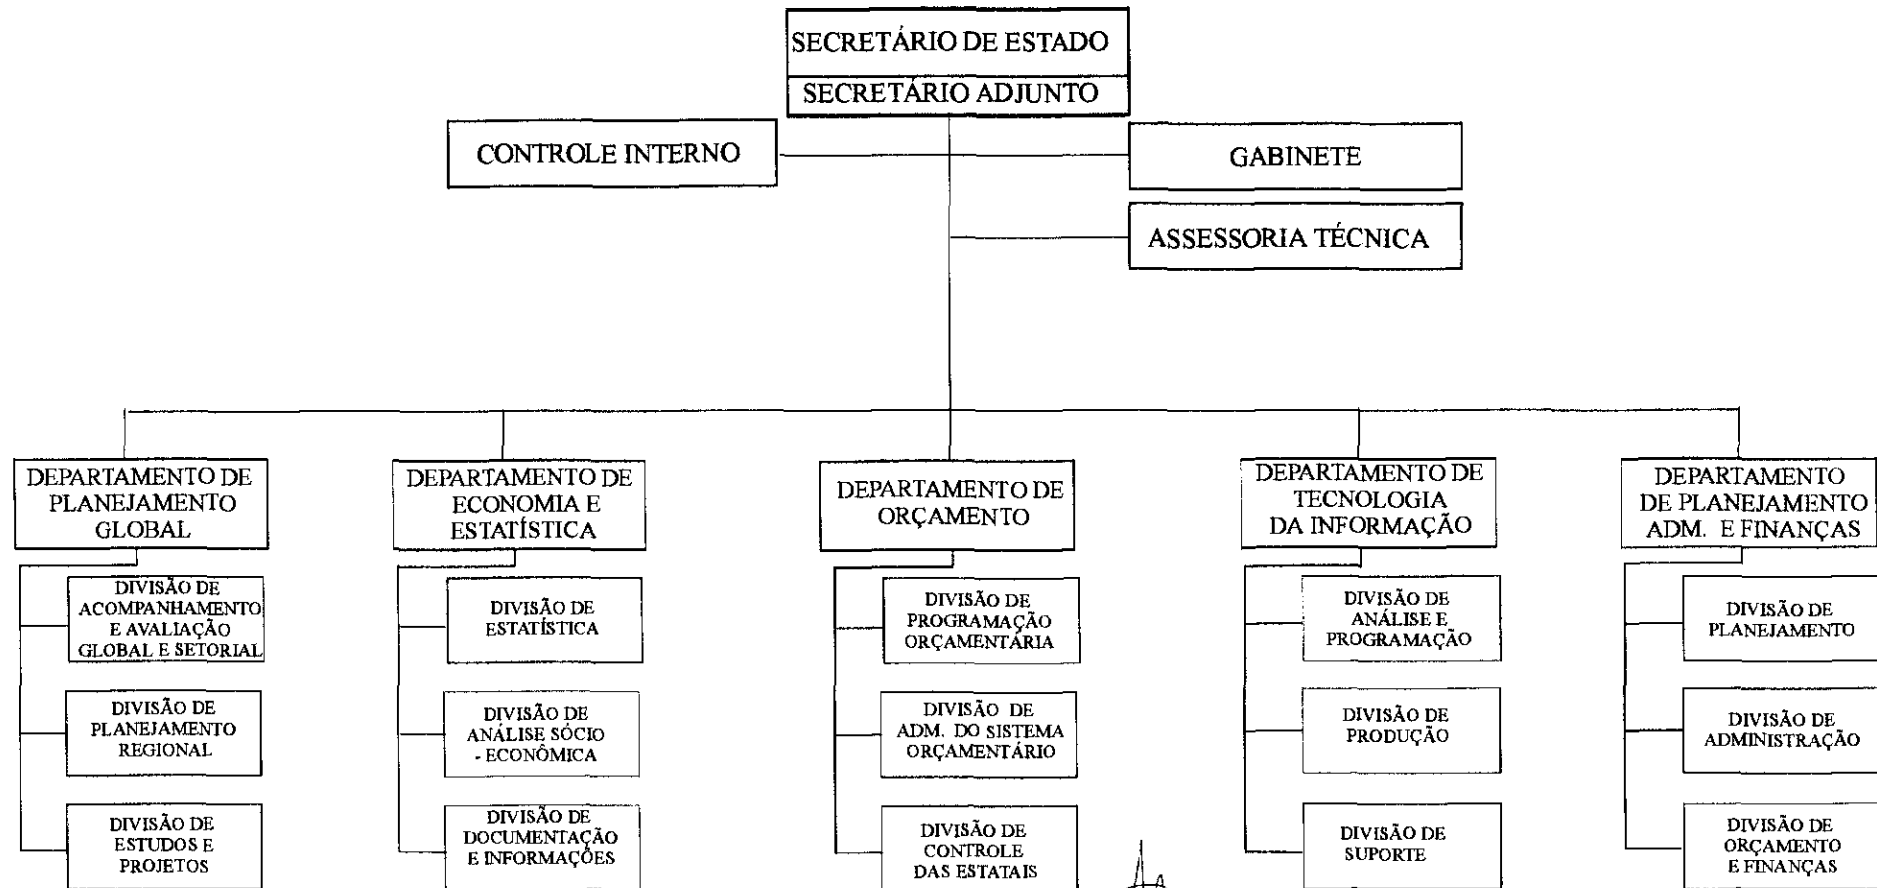 SECRETÁRIO DE ESTADO
SECRETÁRIO ADJUNTO
CONTROLE INTERNO
GABINETE
ASSESSORIA TÉCNICA
DEPARTAMENTO DE
PLANEJAMENTO
GLOBAL
DIVISÃO DE
ACOMPANHAMENTO
E AVALIAÇÃO
GLOBAL E SETORIAL
DIVISÃO DE
PLANEJAMENTO
REGIONAL
DIVISÃO DE
ESTUDOS E
PROJETOS
DEPARTAMENTO DE
ECONOMIA E
ESTATÍSTICA
DIVISÃO DE
ESTATÍSTICA
DIVISÃO DE
ANÁLISE SÓCIO
- ECONÔMICA
DIVISÃO DE
DOCUMENTAÇÃO
E INFORMAÇÕES
DEPARTAMENTO DE
ORÇAMENTO
DIVISÃO DE
PROGRAMAÇÃO
ORÇAMENTÁRIA
DIVISÃO DE
ADM. DO SISTEMA
ORÇAMENTÁRIO
DIVISÃO DE
CONTROLE
DAS ESTATAIS
DEPARTAMENTO DE
TECNOLOGIA
DA INFORMAÇÃO
DIVISÃO DE
ANÁLISE E
PROGRAMAÇÃO
DIVISÃO DE
PRODUÇÃO
DIVISÃO DE
SUPORTE
DEPARTAMENTO
DE PLANEJAMENTO
ADM. E FINANÇAS
DIVISÃO DE
PLANEJAMENTO
DIVISÃO DE
ADMINISTRAÇÃO
DIVISÃO DE
ORÇAMENTO
E FINANÇAS